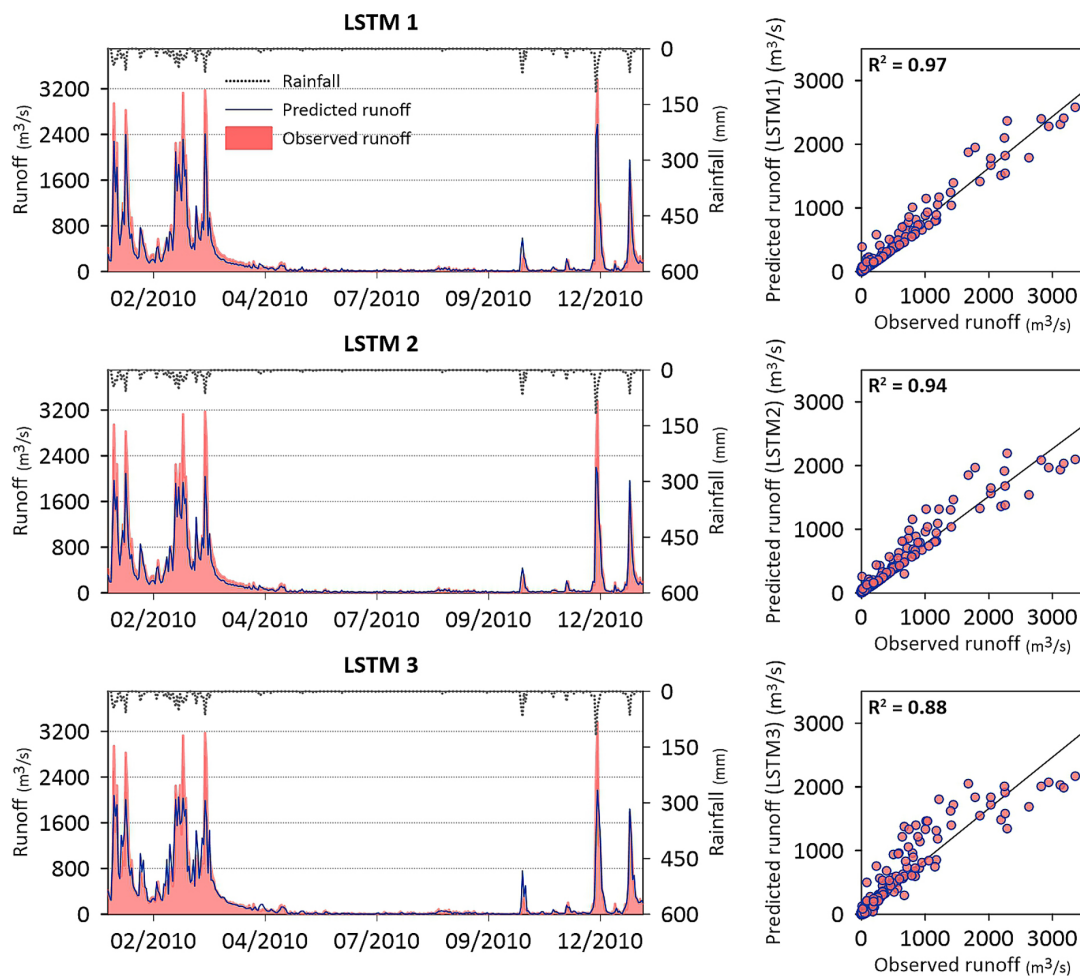 LSTM 1
Rainfall
Predicted runoff
Observed runoff
Runoff (m³/s)
3200
2400
1600
800
0
0
150
300
450
600
Rainfall (mm)
02/2010 04/2010 07/2010 09/2010 12/2010
R² = 0.97
Predicted runoff (LSTM1) (m³/s)
3000
2000
1000
0
0 1000 2000 3000
Observed runoff (m³/s)
LSTM 2
Runoff (m³/s)
3200
2400
1600
800
0
0
150
300
450
600
Rainfall (mm)
02/2010 04/2010 07/2010 09/2010 12/2010
R² = 0.94
Predicted runoff (LSTM2) (m³/s)
3000
2000
1000
0
0 1000 2000 3000
Observed runoff (m³/s)
LSTM 3
Runoff (m³/s)
3200
2400
1600
800
0
0
150
300
450
600
Rainfall (mm)
02/2010 04/2010 07/2010 09/2010 12/2010
R² = 0.88
Predicted runoff (LSTM3) (m³/s)
3000
2000
1000
0
0 1000 2000 3000
Observed runoff (m³/s)